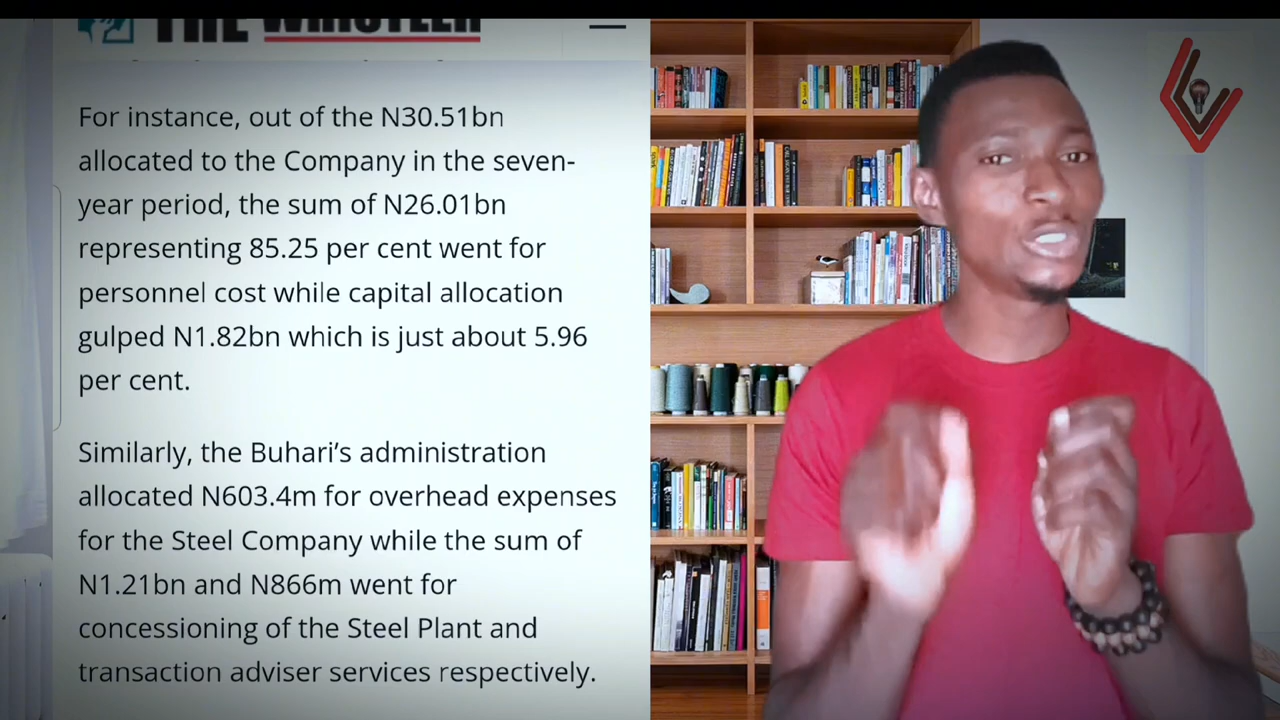 THE WHISTLER
For instance, out of the N30.51bn
allocated to the Company in the seven-
year period, the sum of N26.01bn
representing 85.25 per cent went for
personnel cost while capital allocation
gulped N1.82bn which is just about 5.96
per cent.
Similarly, the Buhari’s administration
allocated N603.4m for overhead expenses
for the Steel Company while the sum of
N1.21bn and N866m went for
concessioning of the Steel Plant and
transaction adviser services respectively.